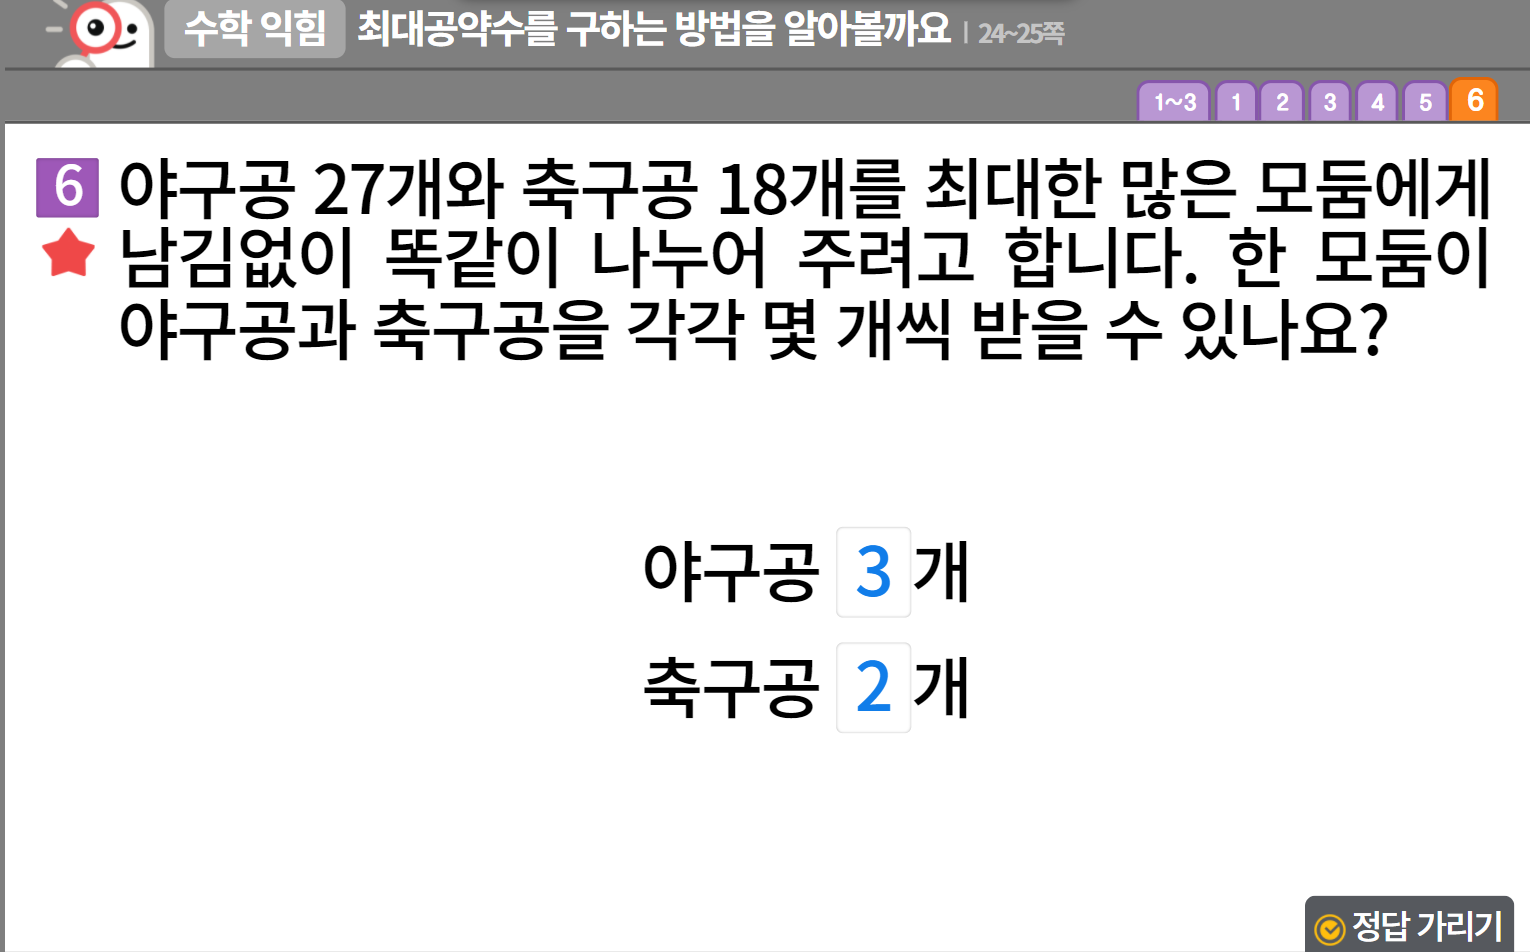 수학 익힘 최대공약수를 구하는 방법을 알아볼까요 | 24~25쪽
1~3 1 2 3 4 5 6
6 야구공 27개와 축구공 18개를 최대한 많은 모둠에게
남김없이 똑같이 나누어 주려고 합니다. 한 모둠이
야구공과 축구공을 각각 몇 개씩 받을 수 있나요?
야구공 3 개
축구공 2 개
정답 가리기